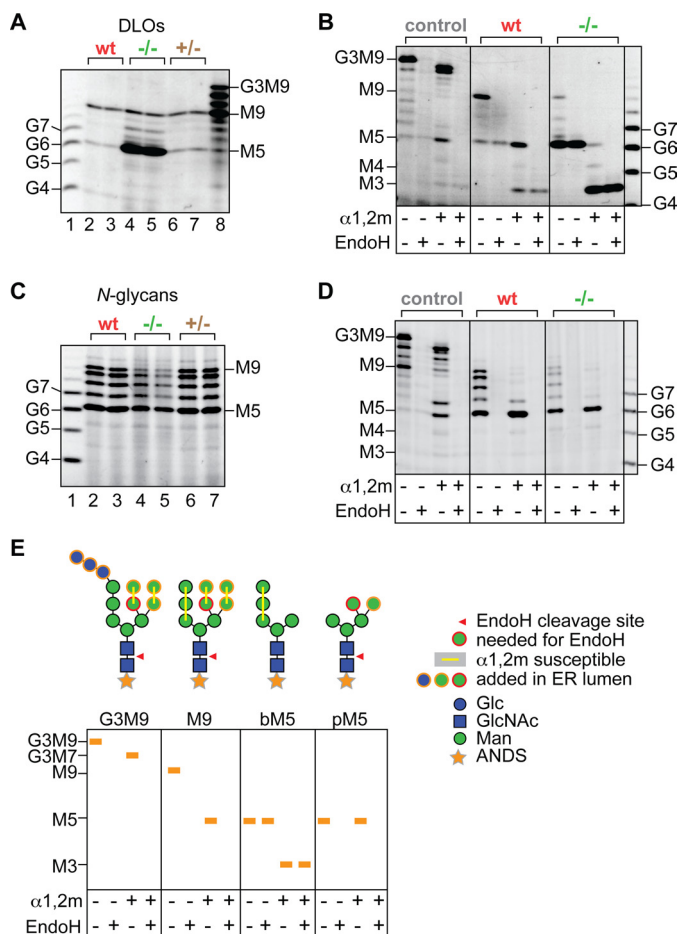 A
DLOs
wt -/- +/-
G3M9
M9
M5
G7
G6
G5
G4
1 2 3 4 5 6 7 8
B
control wt -/-
G3M9
M9
M5
M4
M3
G7
G6
G5
G4
α1,2m - - + + - - + + - - + +
EndoH - + - + - + - + - + - +
C
N-glycans
wt -/- +/-
M9
M5
G7
G6
G5
G4
1 2 3 4 5 6 7
D
control wt -/-
G3M9
M9
M5
M4
M3
G7
G6
G5
G4
α1,2m - - + + - - + + - - + +
EndoH - + - + - + - + - + - +
E
EndoH cleavage site
needed for EndoH
α1,2m susceptible
added in ER lumen
Glc
GlcNAc
Man
ANDS
G3M9 M9 bM5 pM5
G3M9
G3M7
M9
M5
M3
α1,2m - - + + - - + + - - + + - - + +
EndoH - + - + - + - + - + - + - + - +